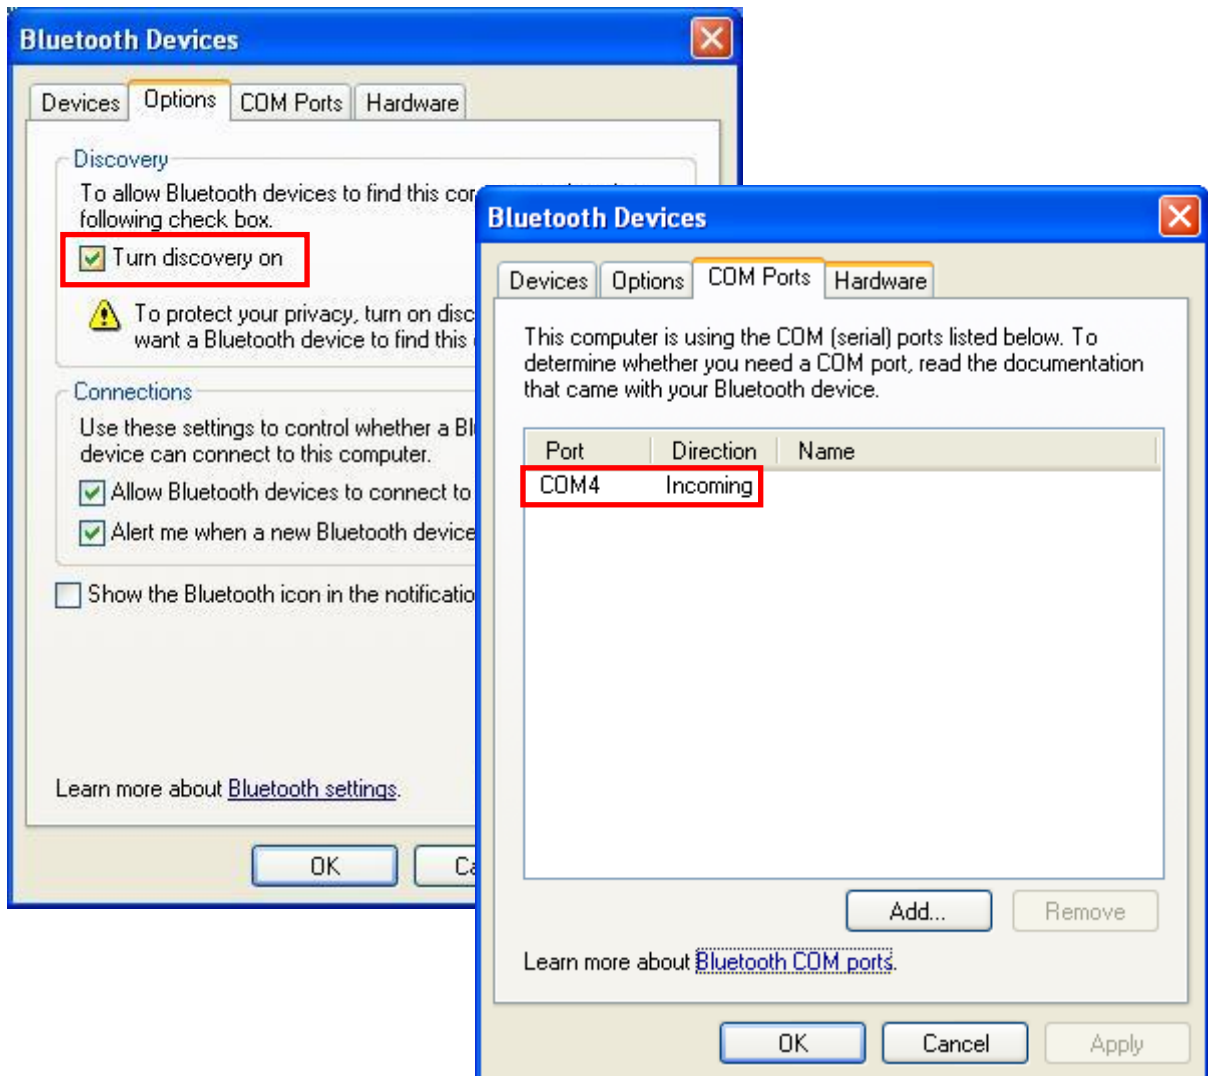 Bluetooth Devices
Devices Options COM Ports Hardware
Discovery
To allow Bluetooth devices to find this
following check box.
Turn discovery on
To protect your privacy, turn on
want a Bluetooth device to find this
Connections
Use these settings to control whether a
device can connect to this computer.
Allow Bluetooth devices to connect to
Alert me when a new Bluetooth device
Show the Bluetooth icon in the
Learn more about Bluetooth settings.
OK
Bluetooth Devices
Devices Options COM Ports Hardware
This computer is using the COM (serial) ports listed below. To
determine whether you need a COM port, read the documentation
that came with your Bluetooth device.
Port Direction Name
COM4 Incoming
Add... Remove
Learn more about Bluetooth COM ports.
OK Cancel Apply